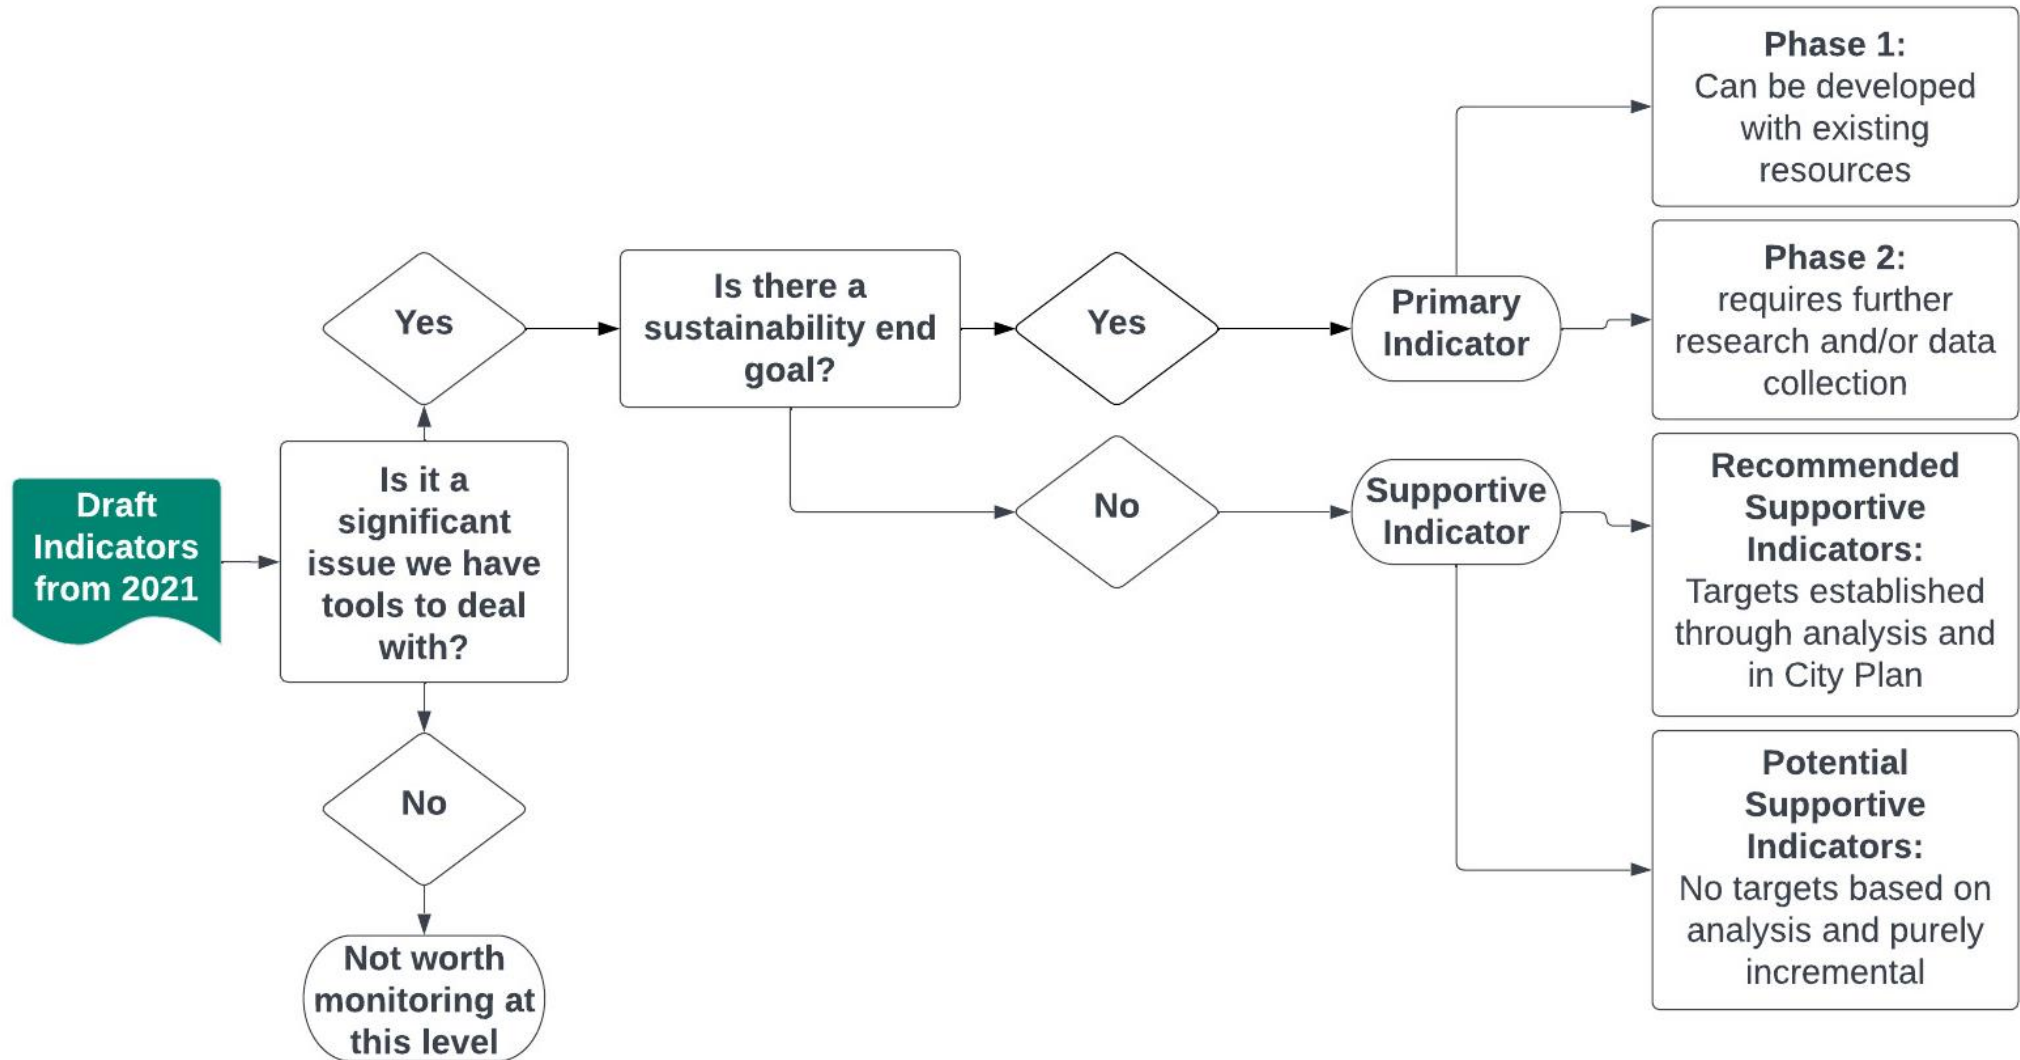 Draft
Indicators
from 2021
Is it a
significant
issue we have
tools to deal
with?
Yes
No
Not worth
monitoring at
this level
Is there a
sustainability end
goal?
Yes
No
Primary
Indicator
Supportive
Indicator
Phase 1:
Can be developed
with existing
resources
Phase 2:
requires further
research and/or data
collection
Recommended
Supportive
Indicators:
Targets established
through analysis and
in City Plan
Potential
Supportive
Indicators:
No targets based on
analysis and purely
incremental